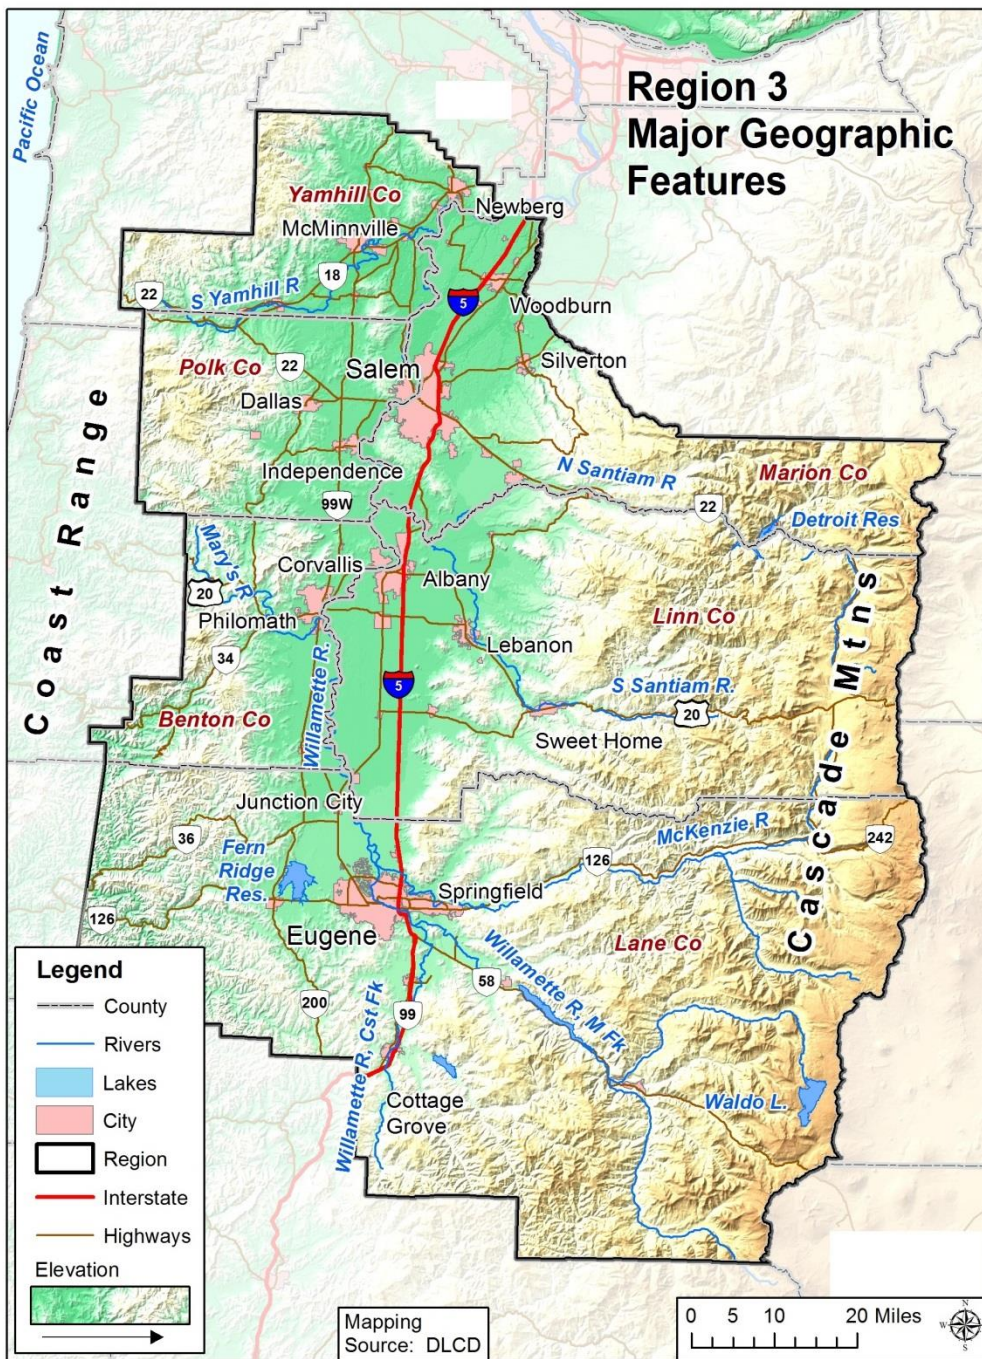 Region 3
Major Geographic
Features
Pacific Ocean
Yamhill Co
Newberg
McMinnville
18
22
S Yamhill R
5
Woodburn
Polk Co
22
Salem
Silverton
Dallas
Coast Range
Independence
99W
N Santiam R
Marion Co
22
Detroit Res
Mary's R
Corvallis
Albany
20
Philomath
Linn Co
Lebanon
34
Willamette R.
5
S Santiam R.
20
Benton Co
Sweet Home
Cascade Mtns
Junction City
36
McKenzie R
242
126
Fern
Ridge
Res.
Springfield
126
Eugene
Lane Co
Willamette R, M Fk
58
200
99
Willamette R, Cst Fk
Waldo L.
Cottage
Grove
Legend
County
Rivers
Lakes
City
Region
Interstate
Highways
Elevation
Mapping
Source: DLCD
0 5 10 20 Miles
N
W E
S